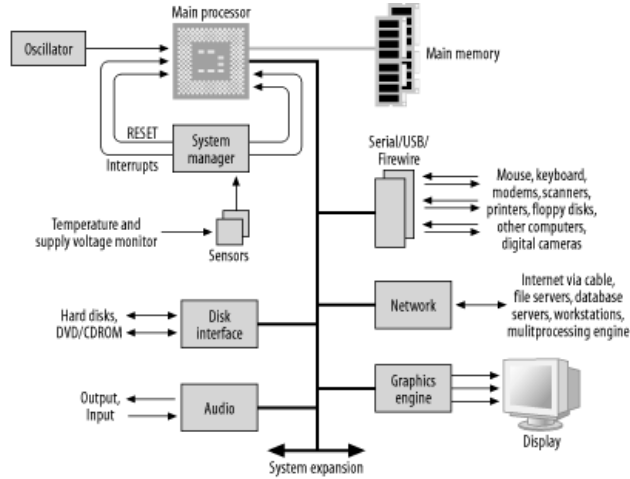 Main processor
Oscillator
Main memory
RESET
System
manager
Interrupts
Serial/USB/
Firewire
Mouse, keyboard,
modems, scanners,
printers, floppy disks,
other computers,
digital cameras
Temperature and
supply voltage monitor
Sensors
Hard disks,
DVD/CDROM
Disk
interface
Network
Internet via cable,
file servers, database
servers, workstations,
mulitprocessing engine
Output,
Input
Audio
Graphics
engine
Display
System expansion